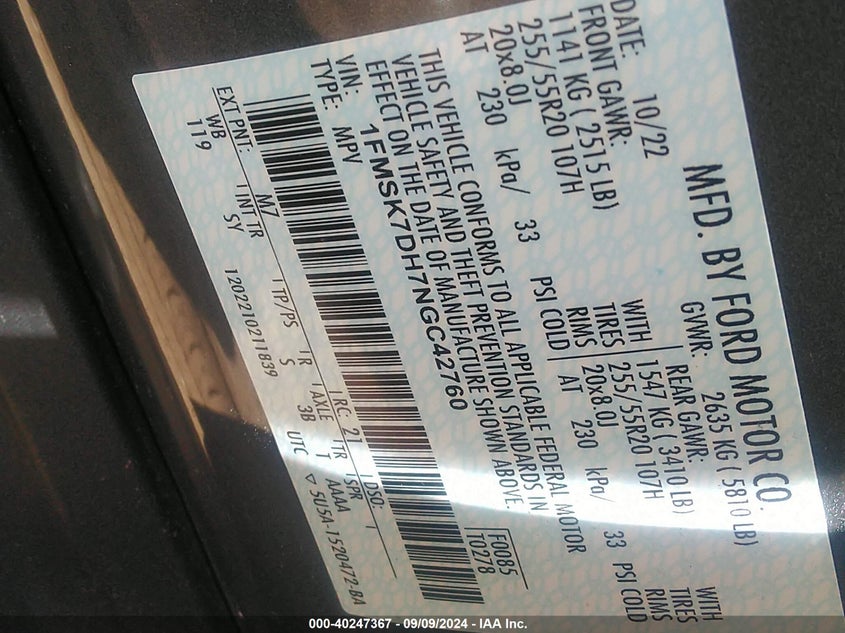 MFD. BY FORD MOTOR CO.
DATE: 10/22 GVWR: 2635 KG ( 5810 LB)
FRONT GAWR: REAR GAWR:
1141 KG ( 2515 LB) WITH 1547 KG ( 3410 LB) WITH
255/55R20 107H TIRES 255/55R20 107H TIRES
20x8.0J RIMS 20x8.0J RIMS
AT 230 kPa/ 33 PSI COLD AT 230 kPa/ 33 PSI COLD
THIS VEHICLE CONFORMS TO ALL APPLICABLE FEDERAL MOTOR
VEHICLE SAFETY AND THEFT PREVENTION STANDARDS IN
EFFECT ON THE DATE OF MANUFACTURE SHOWN ABOVE.
VIN: 1FMSK7DH7NGC42760 F0085
TYPE: MPV T0278
EXT PNT: M7 RC: 21 DSO:
WB INT TR TP/PS R AXLE TR SPR
119 SY S 3B T AAAA
1202210211839 UTC ▽ 5U5A-1520472-BA
000-40247367 - 09/09/2024 - IAA Inc.